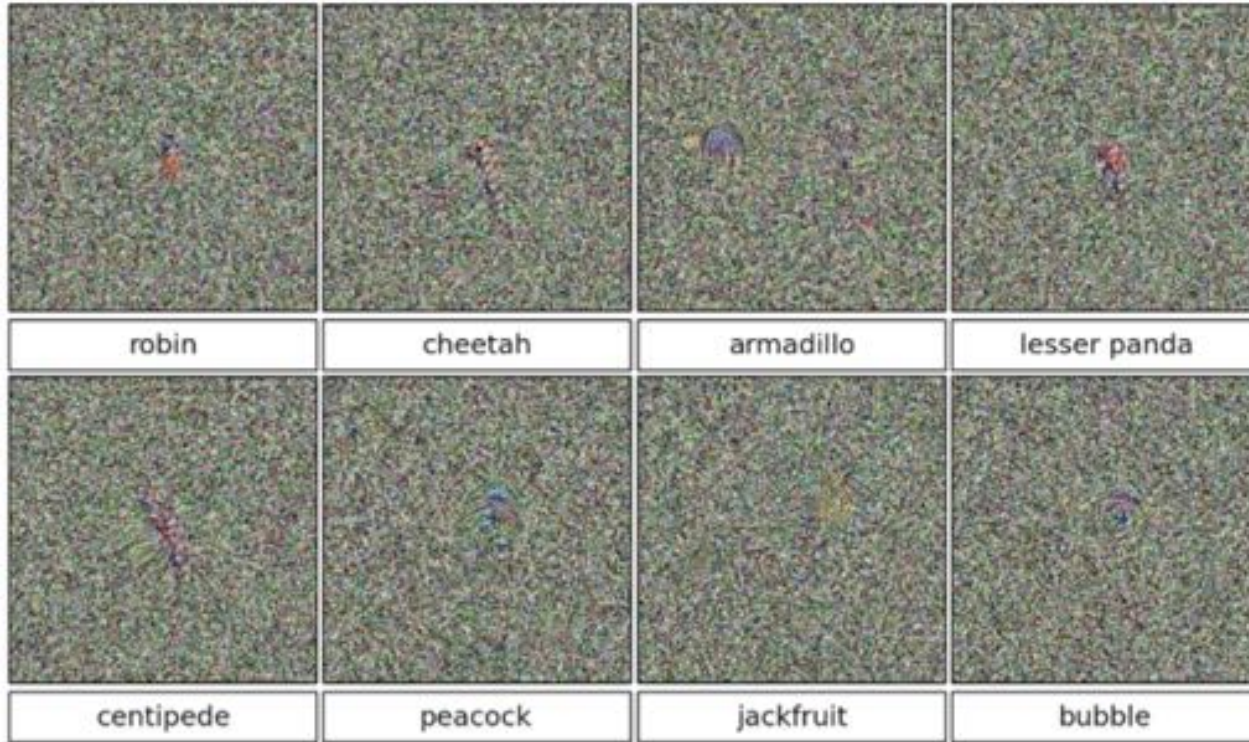 robin
cheetah
armadillo
lesser panda
centipede
peacock
jackfruit
bubble